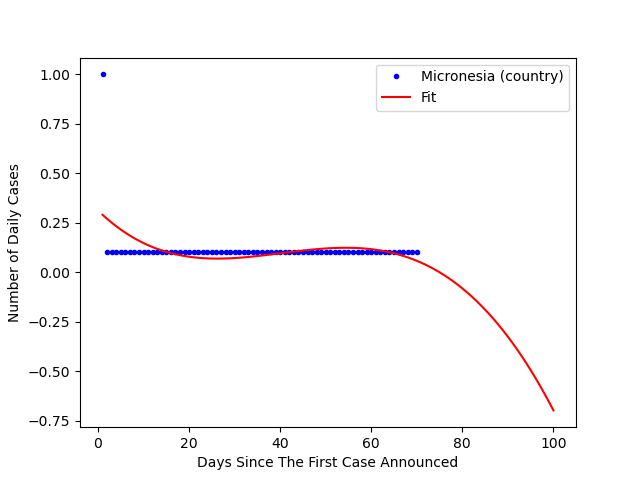 Micronesia (country)
Fit
1.00
0.75
0.50
0.25
0.00
−0.25
−0.50
−0.75
Number of Daily Cases
0 20 40 60 80 100
Days Since The First Case Announced